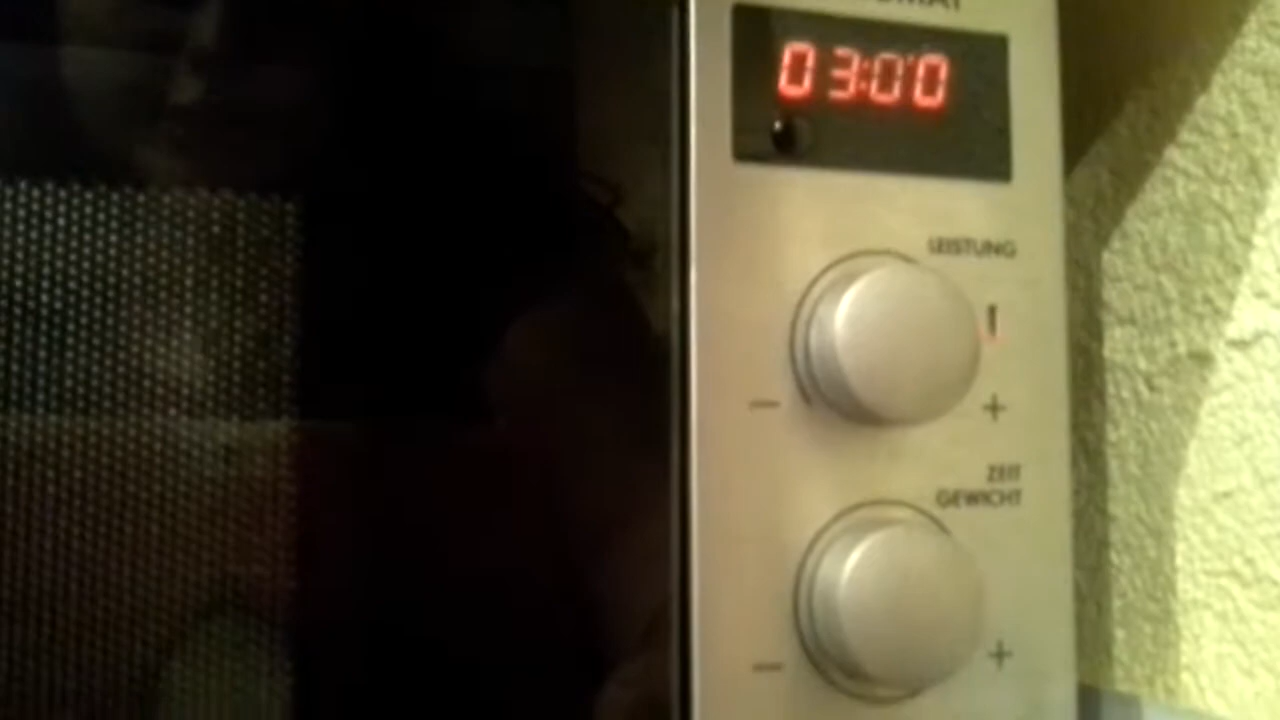 03:00
LEISTUNG
- +
ZEIT
GEWICHT
- +